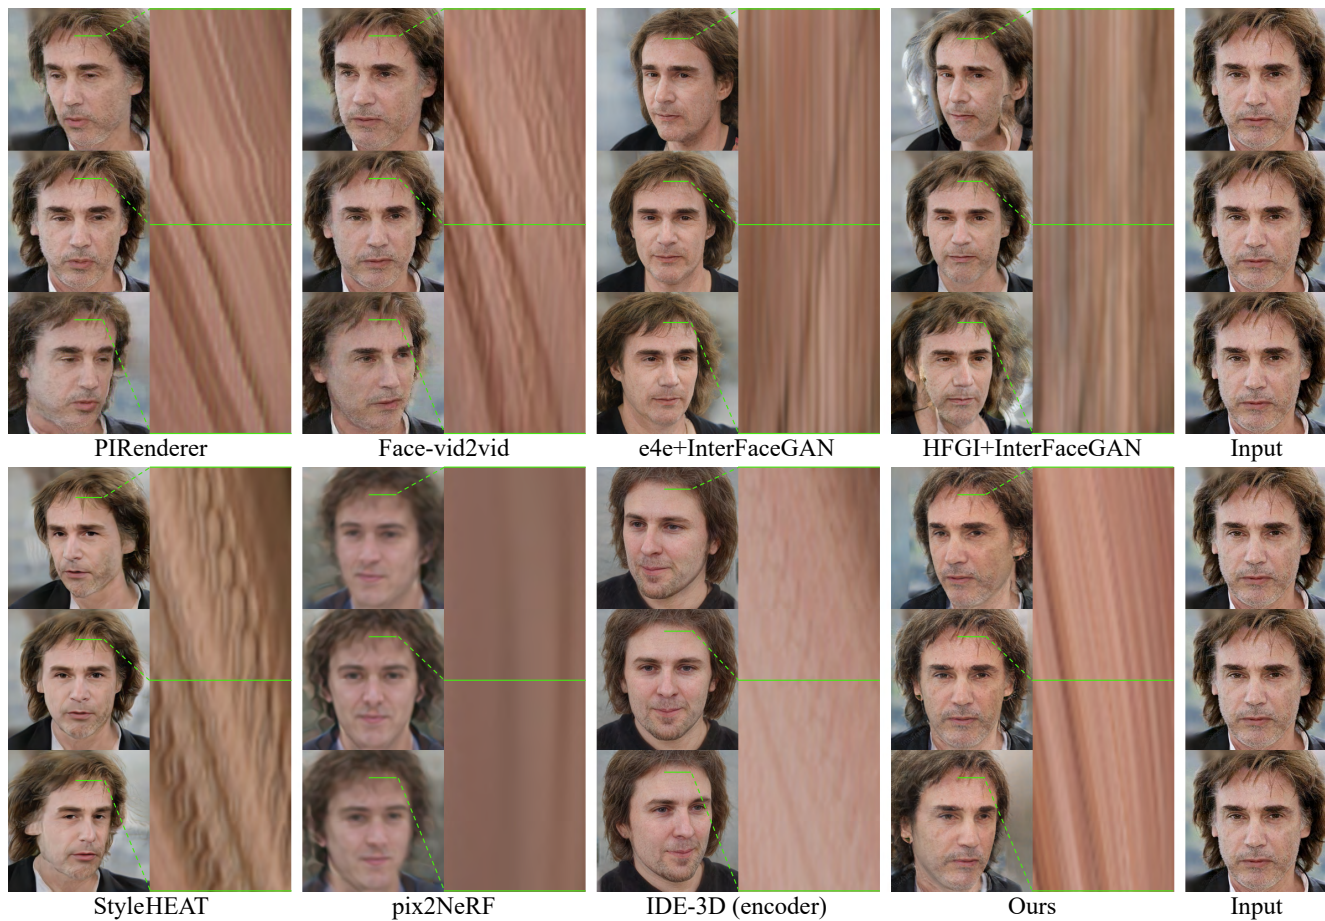 PIRenderer Face-vid2vid e4e+InterFaceGAN HFGI+InterFaceGAN Input
StyleHEAT pix2NeRF IDE-3D (encoder) Ours Input